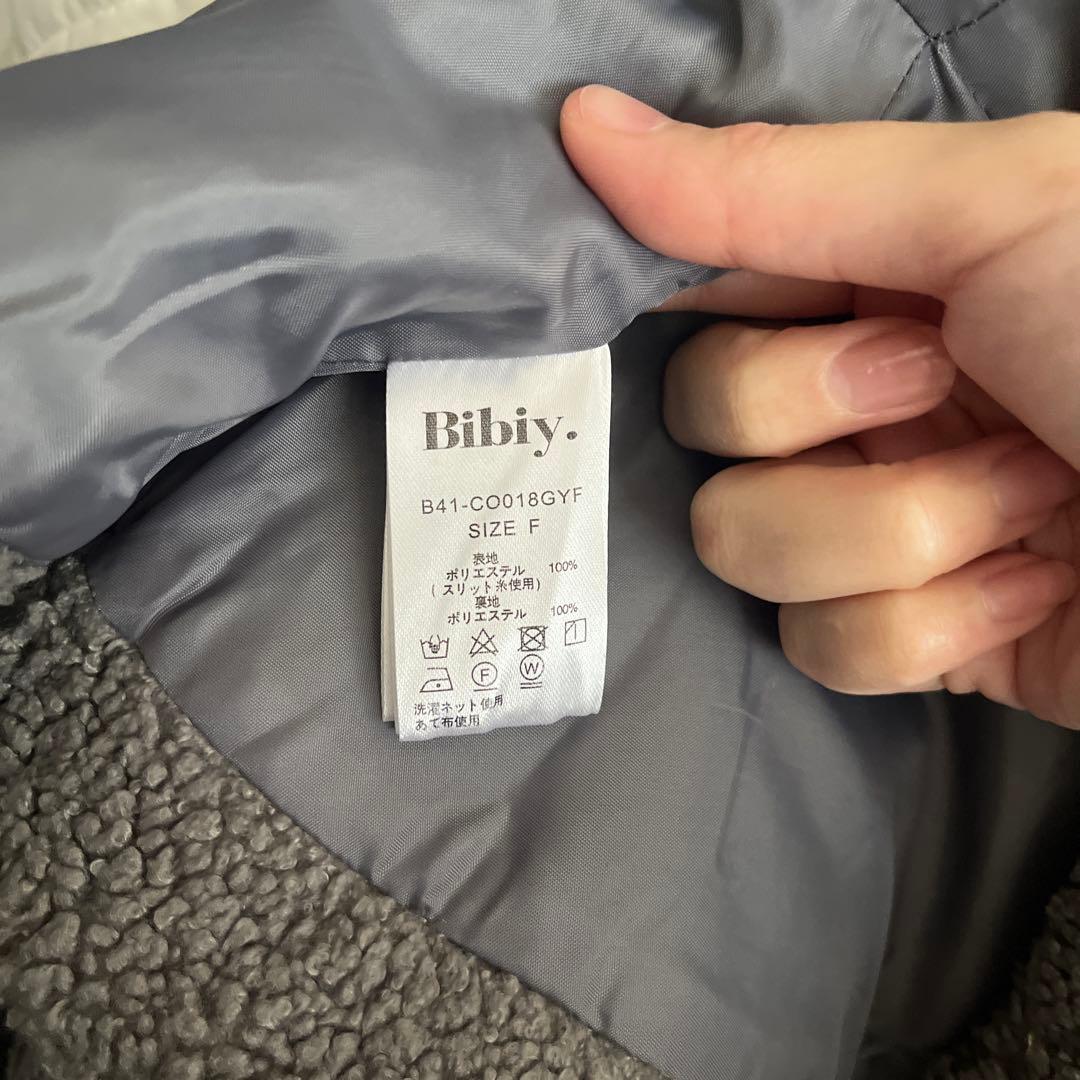 Bibiy.
B41-CO018GYF
SIZE F
表地
ポリエステル 100%
(スリット糸使用)
裏地
ポリエステル 100%
F W
洗濯ネット使用
あて布使用